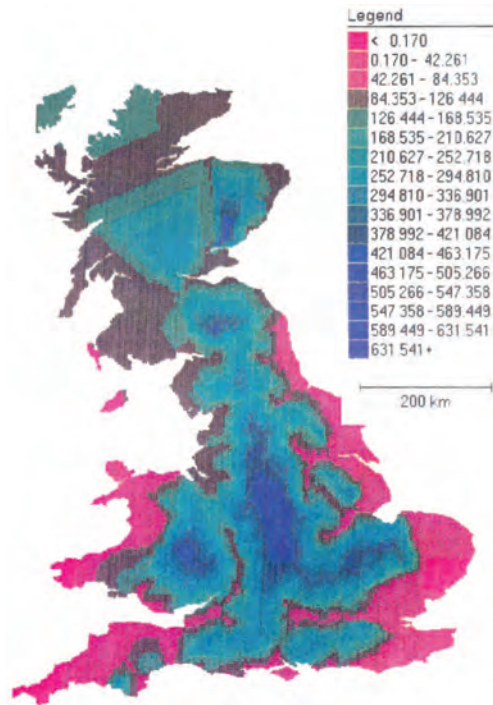 Legend
< 0.170
0.170 - 42.261
42.261 - 84.353
84.353 - 126.444
126.444 - 168.535
168.535 - 210.627
210.627 - 252.718
252.718 - 294.810
294.810 - 336.901
336.901 - 378.992
378.992 - 421.084
421.084 - 463.175
463.175 - 505.266
505.266 - 547.358
547.358 - 589.449
589.449 - 631.541
631.541+
200 km